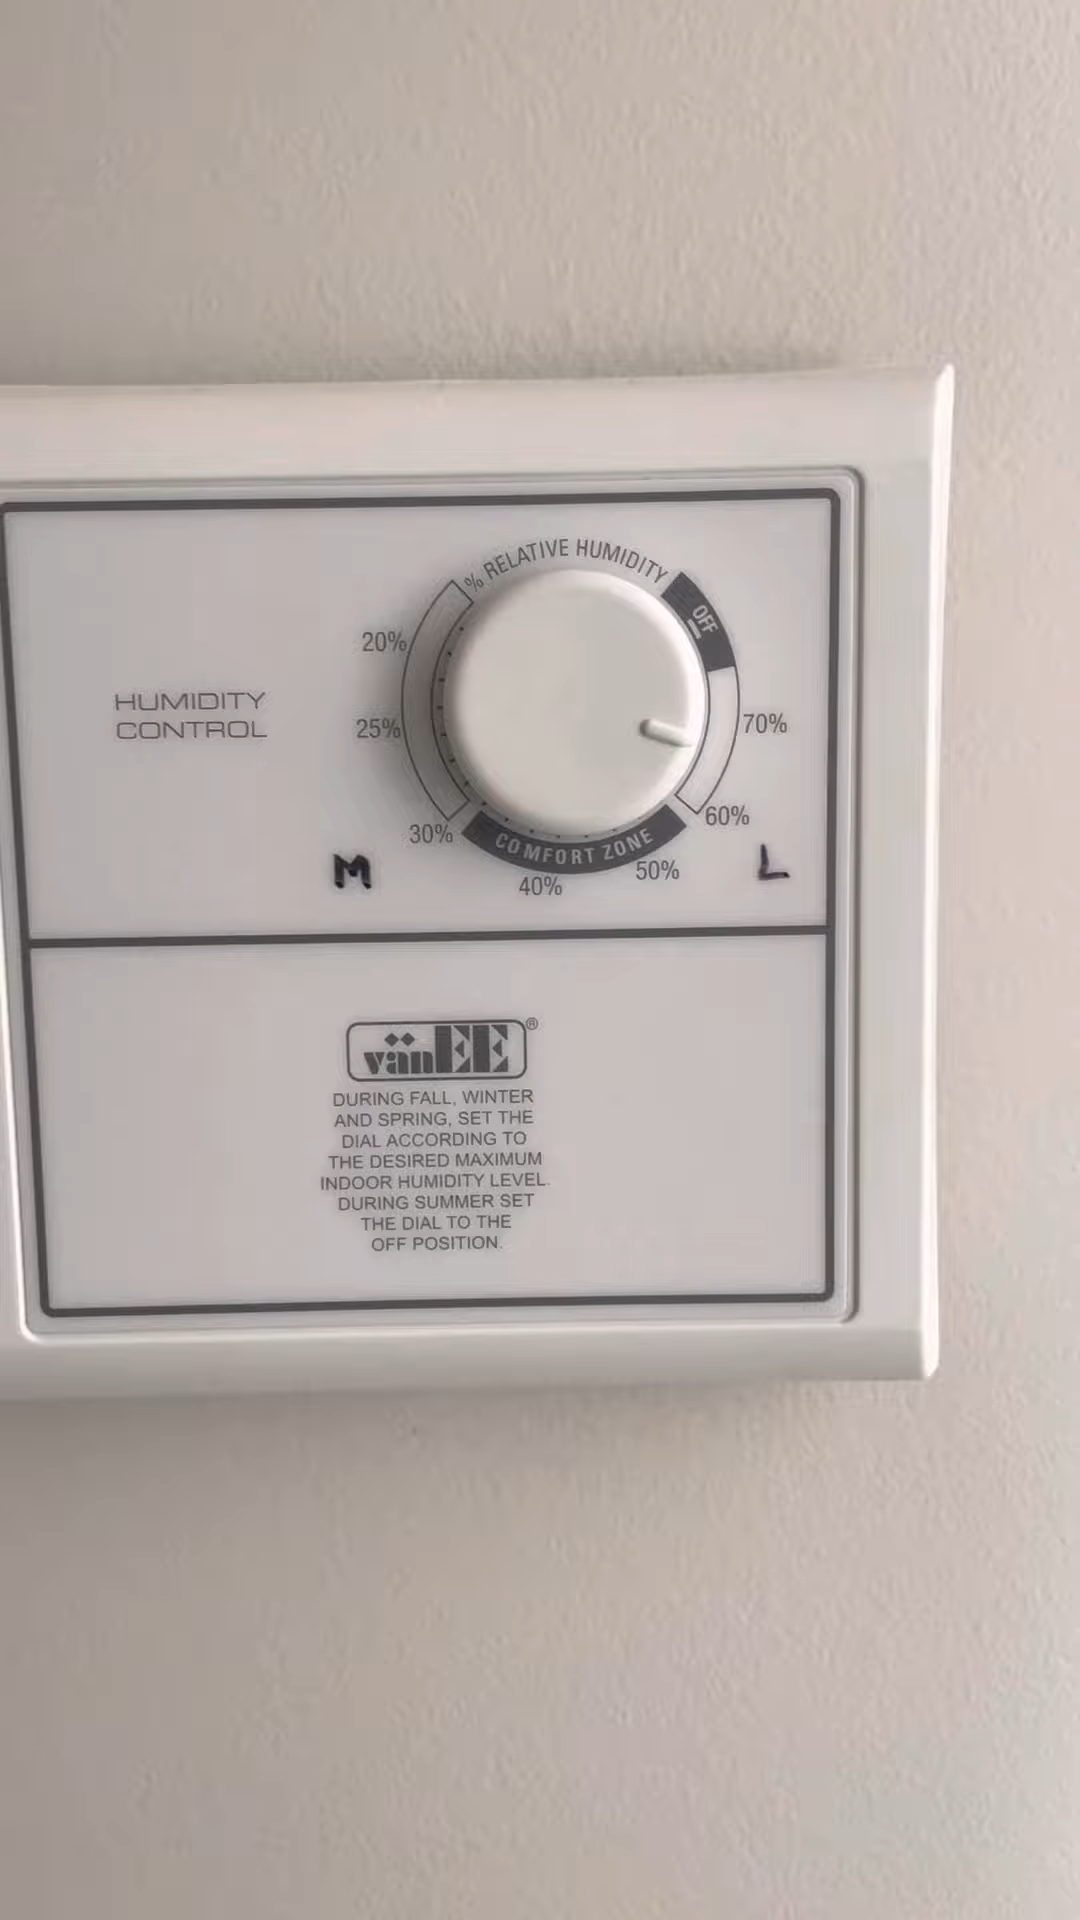 % RELATIVE HUMIDITY
OFF
20%
HUMIDITY
CONTROL
25%
70%
30%
60%
COMFORT ZONE
40%
50%
M
L
vänEE®
DURING FALL, WINTER
AND SPRING, SET THE
DIAL ACCORDING TO
THE DESIRED MAXIMUM
INDOOR HUMIDITY LEVEL.
DURING SUMMER SET
THE DIAL TO THE
OFF POSITION.